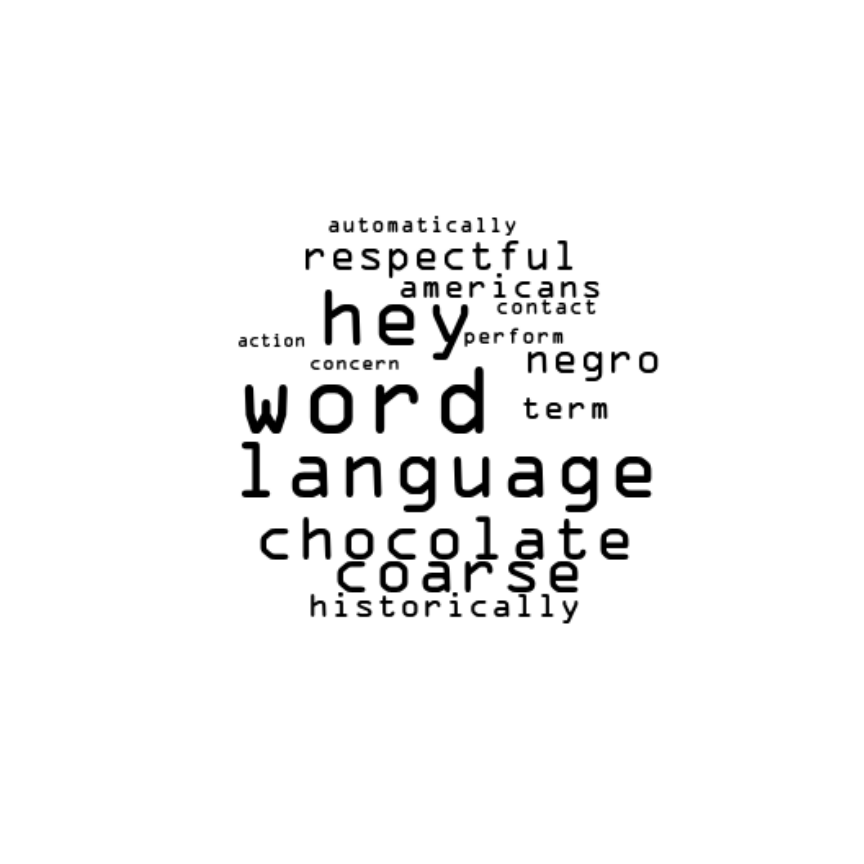 automatically
respectful
americans
hey contact
action perform
concern negro
word term
language
chocolate
coarse
historically